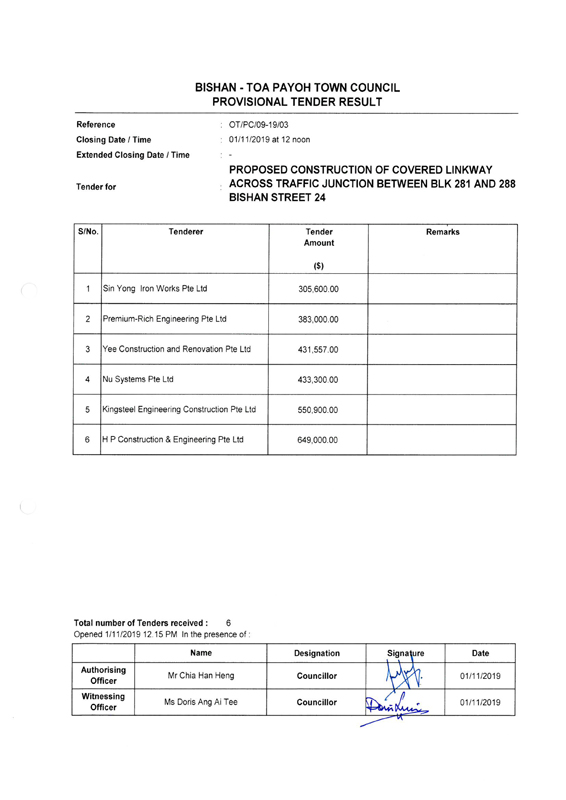 BISHAN - TOA PAYOH TOWN COUNCIL
PROVISIONAL TENDER RESULT
Reference : OT/PC/09-19/03
Closing Date / Time : 01/11/2019 at 12 noon
Extended Closing Date / Time : -
Tender for : PROPOSED CONSTRUCTION OF COVERED LINKWAY
ACROSS TRAFFIC JUNCTION BETWEEN BLK 281 AND 288
BISHAN STREET 24
S/No. Tenderer Tender Remarks
Amount
($)
1 Sin Yong Iron Works Pte Ltd 305,600.00
2 Premium-Rich Engineering Pte Ltd 383,000.00
3 Yee Construction and Renovation Pte Ltd 431,557.00
4 Nu Systems Pte Ltd 433,300.00
5 Kingsteel Engineering Construction Pte Ltd 550,900.00
6 H P Construction & Engineering Pte Ltd 649,000.00
Total number of Tenders received : 6
Opened 1/11/2019 12.15 PM In the presence of :
Name Designation Signature Date
Authorising Officer Mr Chia Han Heng Councillor 01/11/2019
Witnessing Officer Ms Doris Ang Ai Tee Councillor 01/11/2019